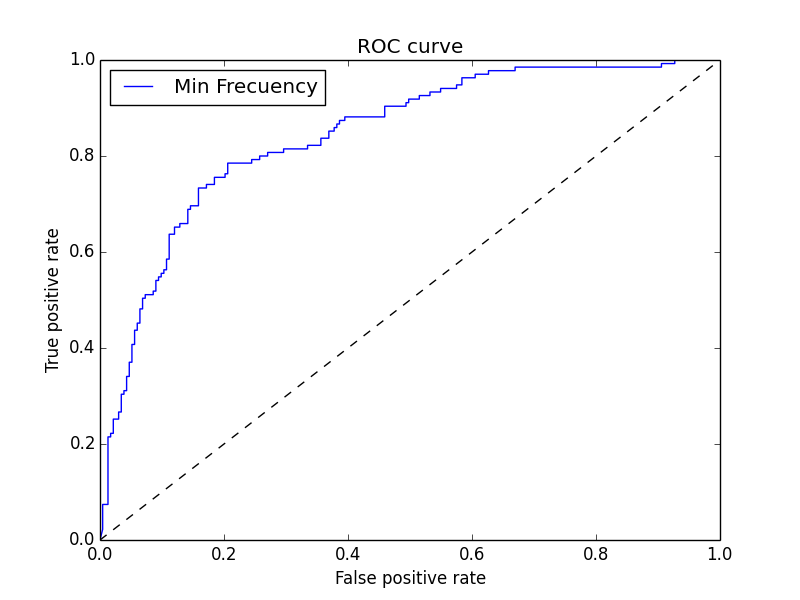 ROC curve
Min Frecuency
True positive rate
1.0
0.8
0.6
0.4
0.2
0.0
0.0 0.2 0.4 0.6 0.8 1.0
False positive rate